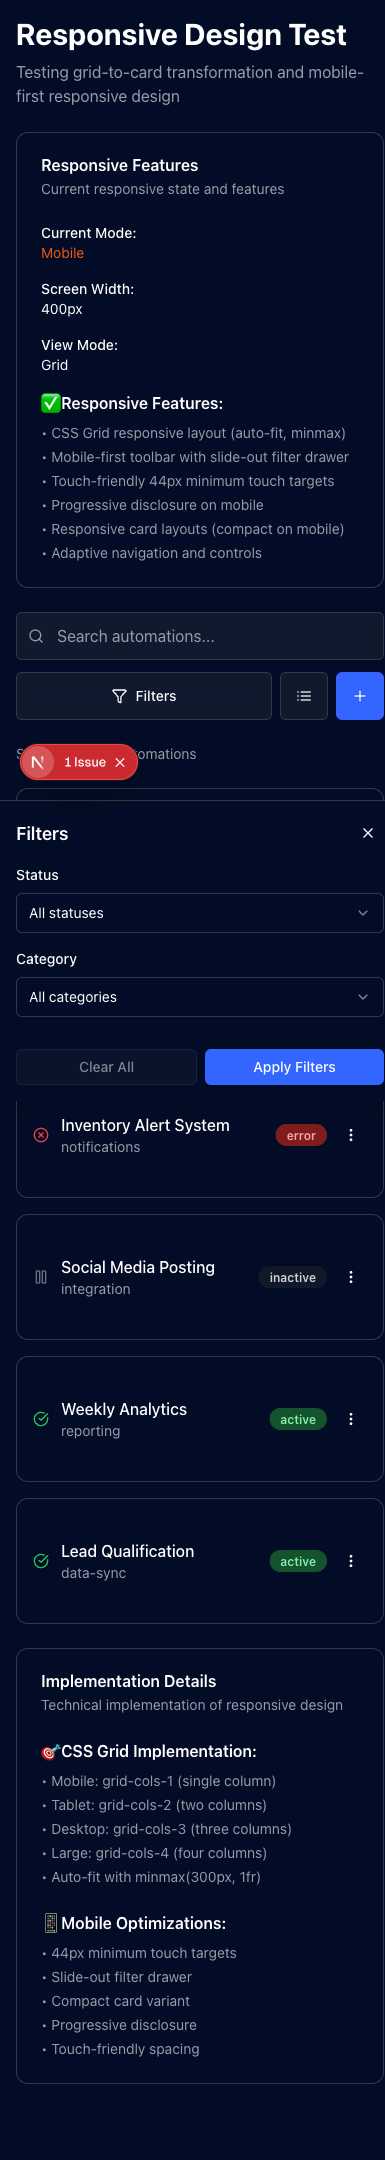 Responsive Design Test
Testing grid-to-card transformation and mobile-
first responsive design
Responsive Features
Current responsive state and features
Current Mode:
Mobile
Screen Width:
400px
View Mode:
Grid
✅Responsive Features:
• CSS Grid responsive layout (auto-fit, minmax)
• Mobile-first toolbar with slide-out filter drawer
• Touch-friendly 44px minimum touch targets
• Progressive disclosure on mobile
• Responsive card layouts (compact on mobile)
• Adaptive navigation and controls
Search automations...
Filters
N 1 Issue
Filters
Status
All statuses
Category
All categories
Clear All Apply Filters
Inventory Alert System
notifications
error
Social Media Posting
integration
inactive
Weekly Analytics
reporting
active
Lead Qualification
data-sync
active
Implementation Details
Technical implementation of responsive design
🎯CSS Grid Implementation:
• Mobile: grid-cols-1 (single column)
• Tablet: grid-cols-2 (two columns)
• Desktop: grid-cols-3 (three columns)
• Large: grid-cols-4 (four columns)
• Auto-fit with minmax(300px, 1fr)
📱Mobile Optimizations:
• 44px minimum touch targets
• Slide-out filter drawer
• Compact card variant
• Progressive disclosure
• Touch-friendly spacing